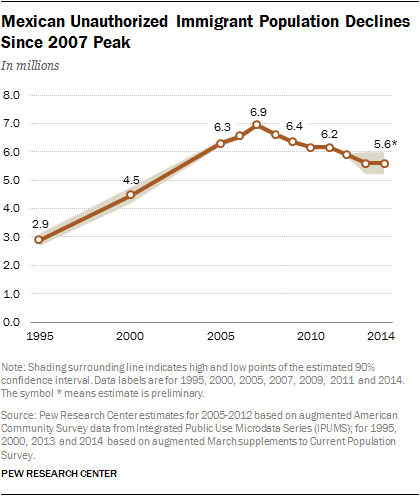 Mexican Unauthorized Immigrant Population Declines
Since 2007 Peak
In millions
8.0
7.0
6.0
5.0
4.0
3.0
2.0
1.0
0.0
2.9
4.5
6.3
6.9
6.4
6.2
5.6*
1995
2000
2005
2010
2014
Note: Shading surrounding line indicates high and low points of the estimated 90%
confidence interval. Data labels are for 1995, 2000, 2005, 2007, 2009, 2011 and 2014.
The symbol * means estimate is preliminary.
Source: Pew Research Center estimates for 2005-2012 based on augmented American
Community Survey data from Integrated Public Use Microdata Series (IPUMS); for 1995,
2000, 2013 and 2014 based on augmented March supplements to Current Population
Survey.
PEW RESEARCH CENTER